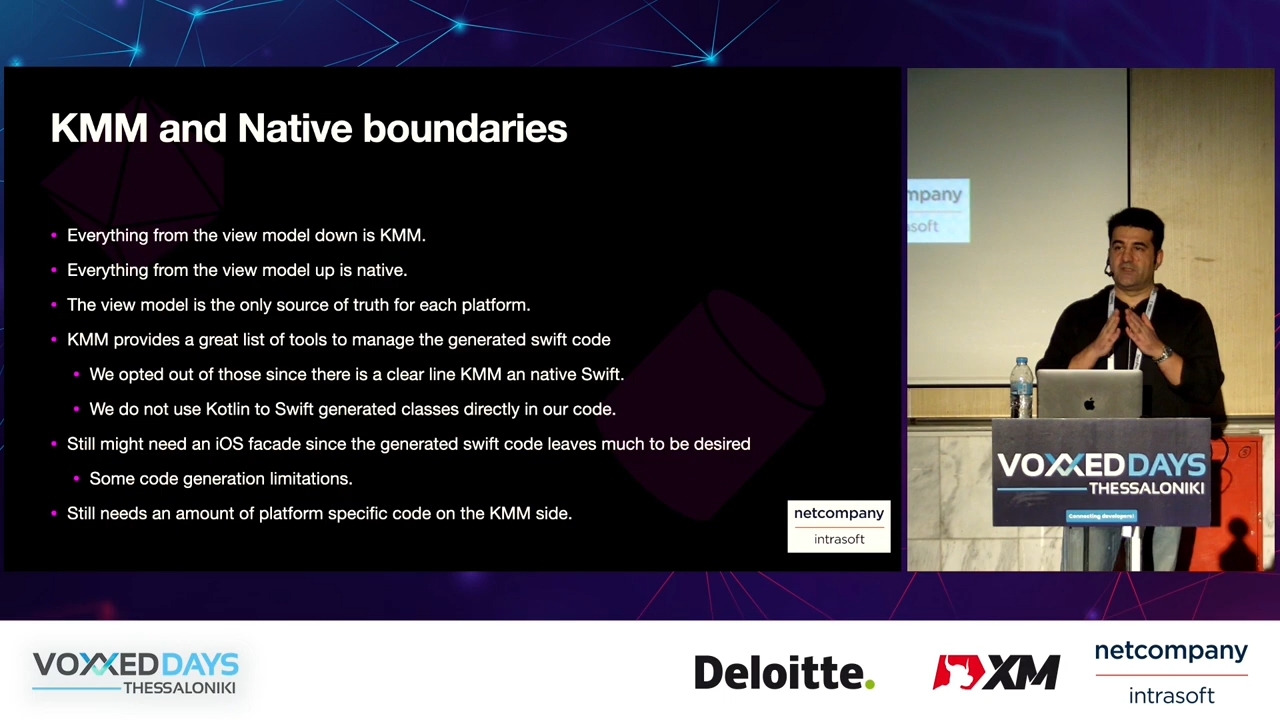 KMM and Native boundaries
• Everything from the view model down is KMM.
• Everything from the view model up is native.
• The view model is the only source of truth for each platform.
• KMM provides a great list of tools to manage the generated swift code
• We opted out of those since there is a clear line KMM an native Swift.
• We do not use Kotlin to Swift generated classes directly in our code.
• Still might need an iOS facade since the generated swift code leaves much to be desired
• Some code generation limitations.
• Still needs an amount of platform specific code on the KMM side.
netcompany
intrasoft
mpany
soft
VOXXED DAYS
THESSALONIKI
Connecting developers!
VOXXED DAYS
THESSALONIKI
Deloitte.
XM
netcompany
intrasoft